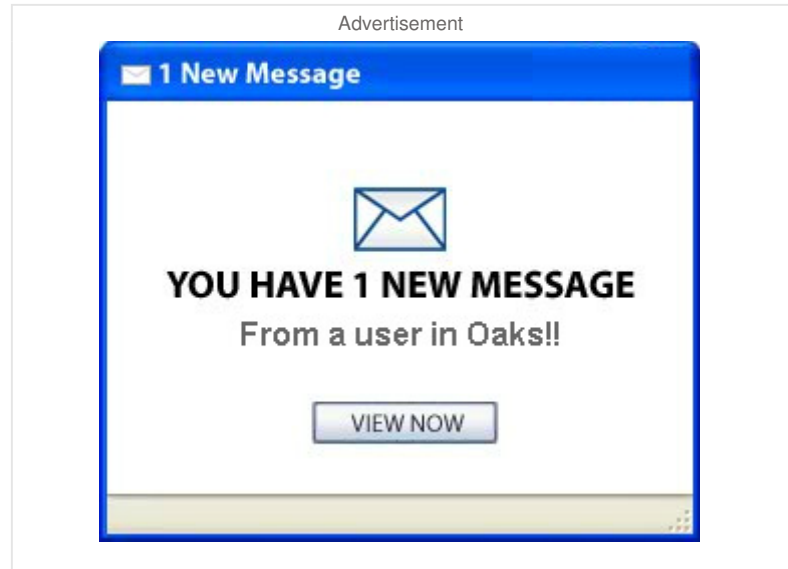 Advertisement
1 New Message
YOU HAVE 1 NEW MESSAGE
From a user in Oaks!!
VIEW NOW